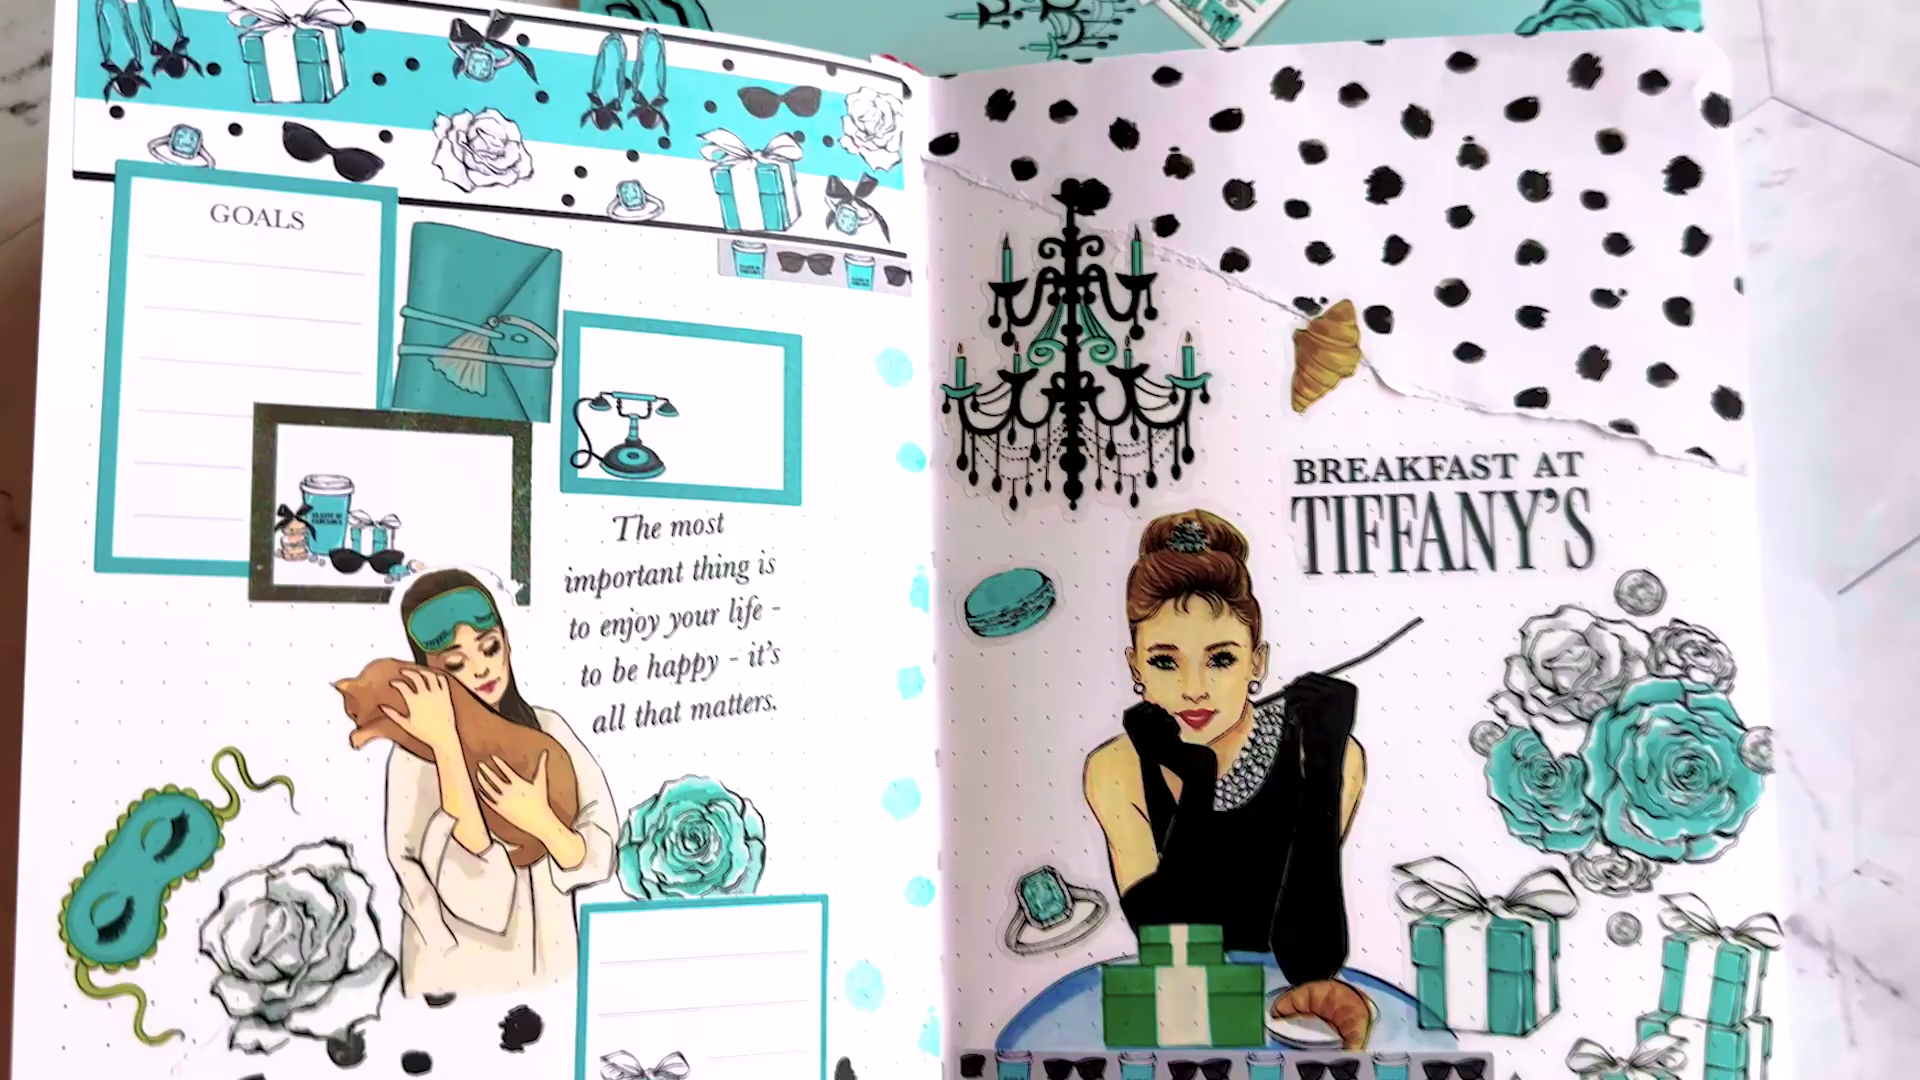 GOALS
The most
important thing is
to enjoy your life -
to be happy - it's
all that matters.
BREAKFAST AT
TIFFANY'S